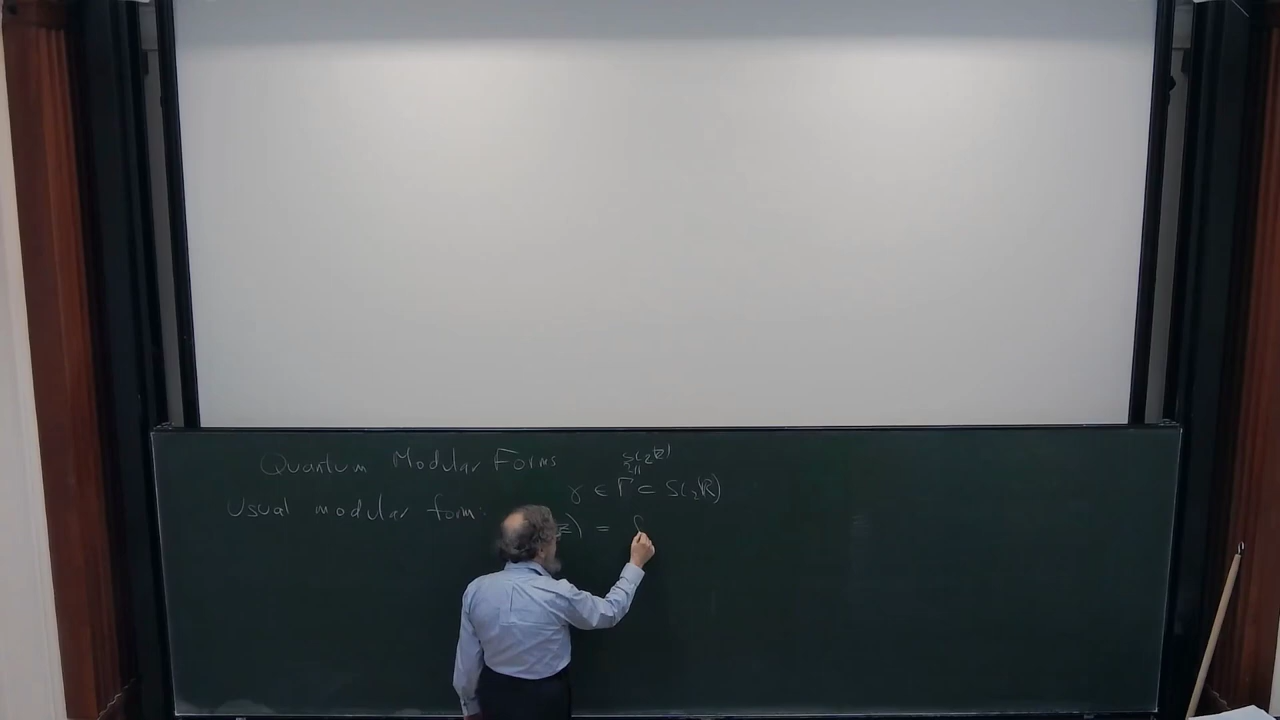 Quantum Modular Forms
SL₂(ℤ)
Usual modular form: γ ∈ Γ ⊂ SL₂(ℝ)
z) =